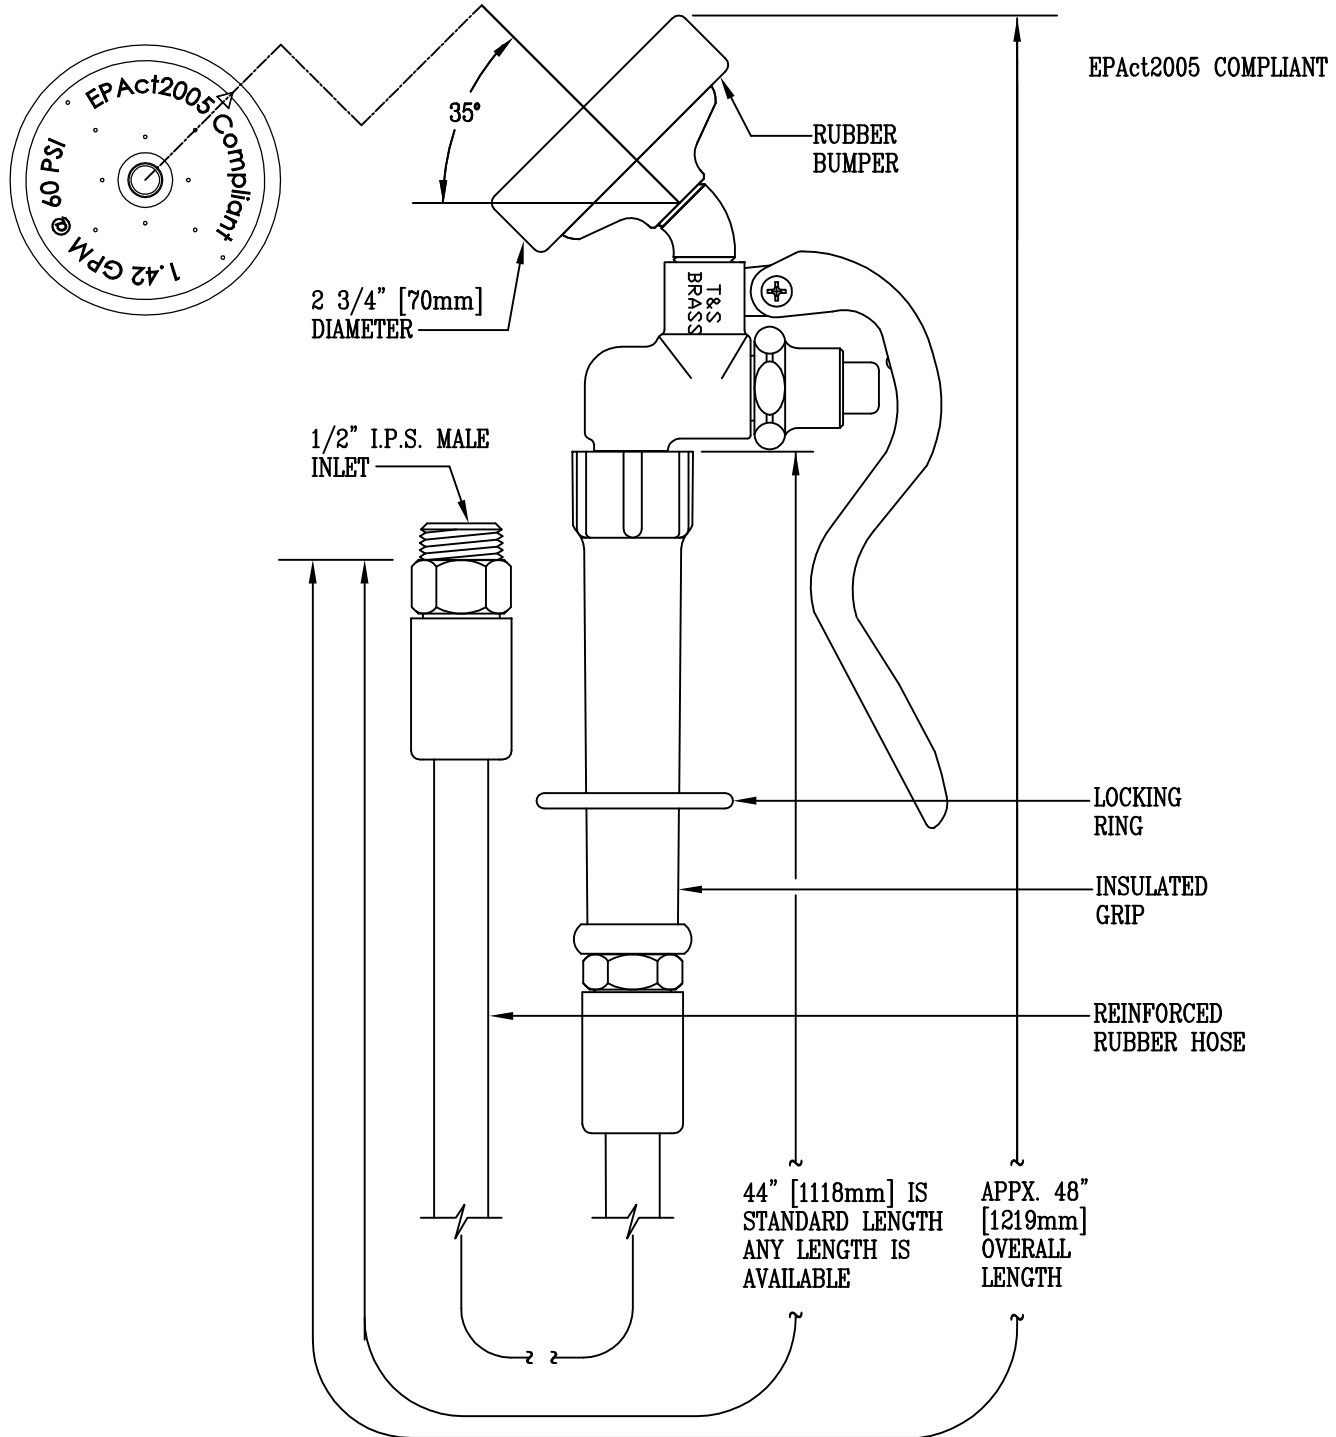 EPAct2005 Compliant
1.42 GPM @ 60 PSI
35°
EPAct2005 COMPLIANT
RUBBER
BUMPER
2 3/4" [70mm]
DIAMETER
T&S
BRASS
1/2" I.P.S. MALE
INLET
LOCKING
RING
INSULATED
GRIP
REINFORCED
RUBBER HOSE
44" [1118mm] IS
STANDARD LENGTH
ANY LENGTH IS
AVAILABLE
APPX. 48"
[1219mm]
OVERALL
LENGTH